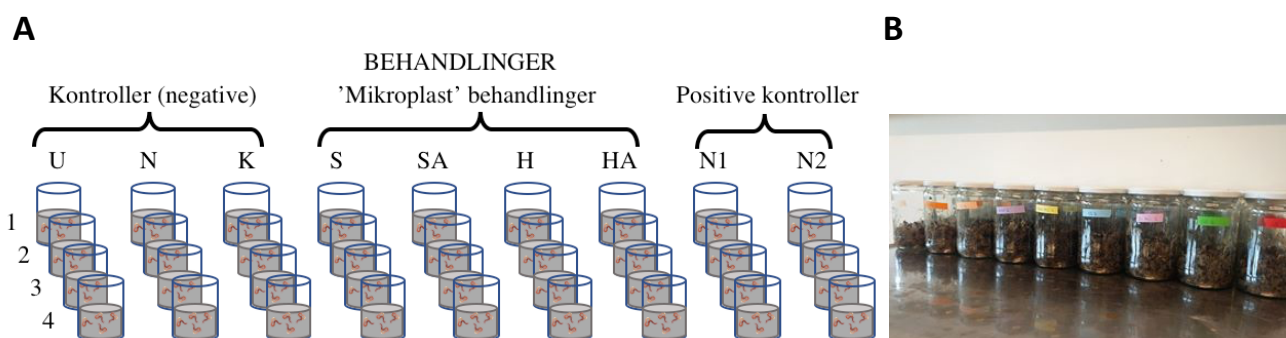 A
B
BEHANDLINGER
Kontroller (negative)
’Mikroplast’ behandlinger
Positive kontroller
U N K S SA H HA N1 N2
1
2
3
4